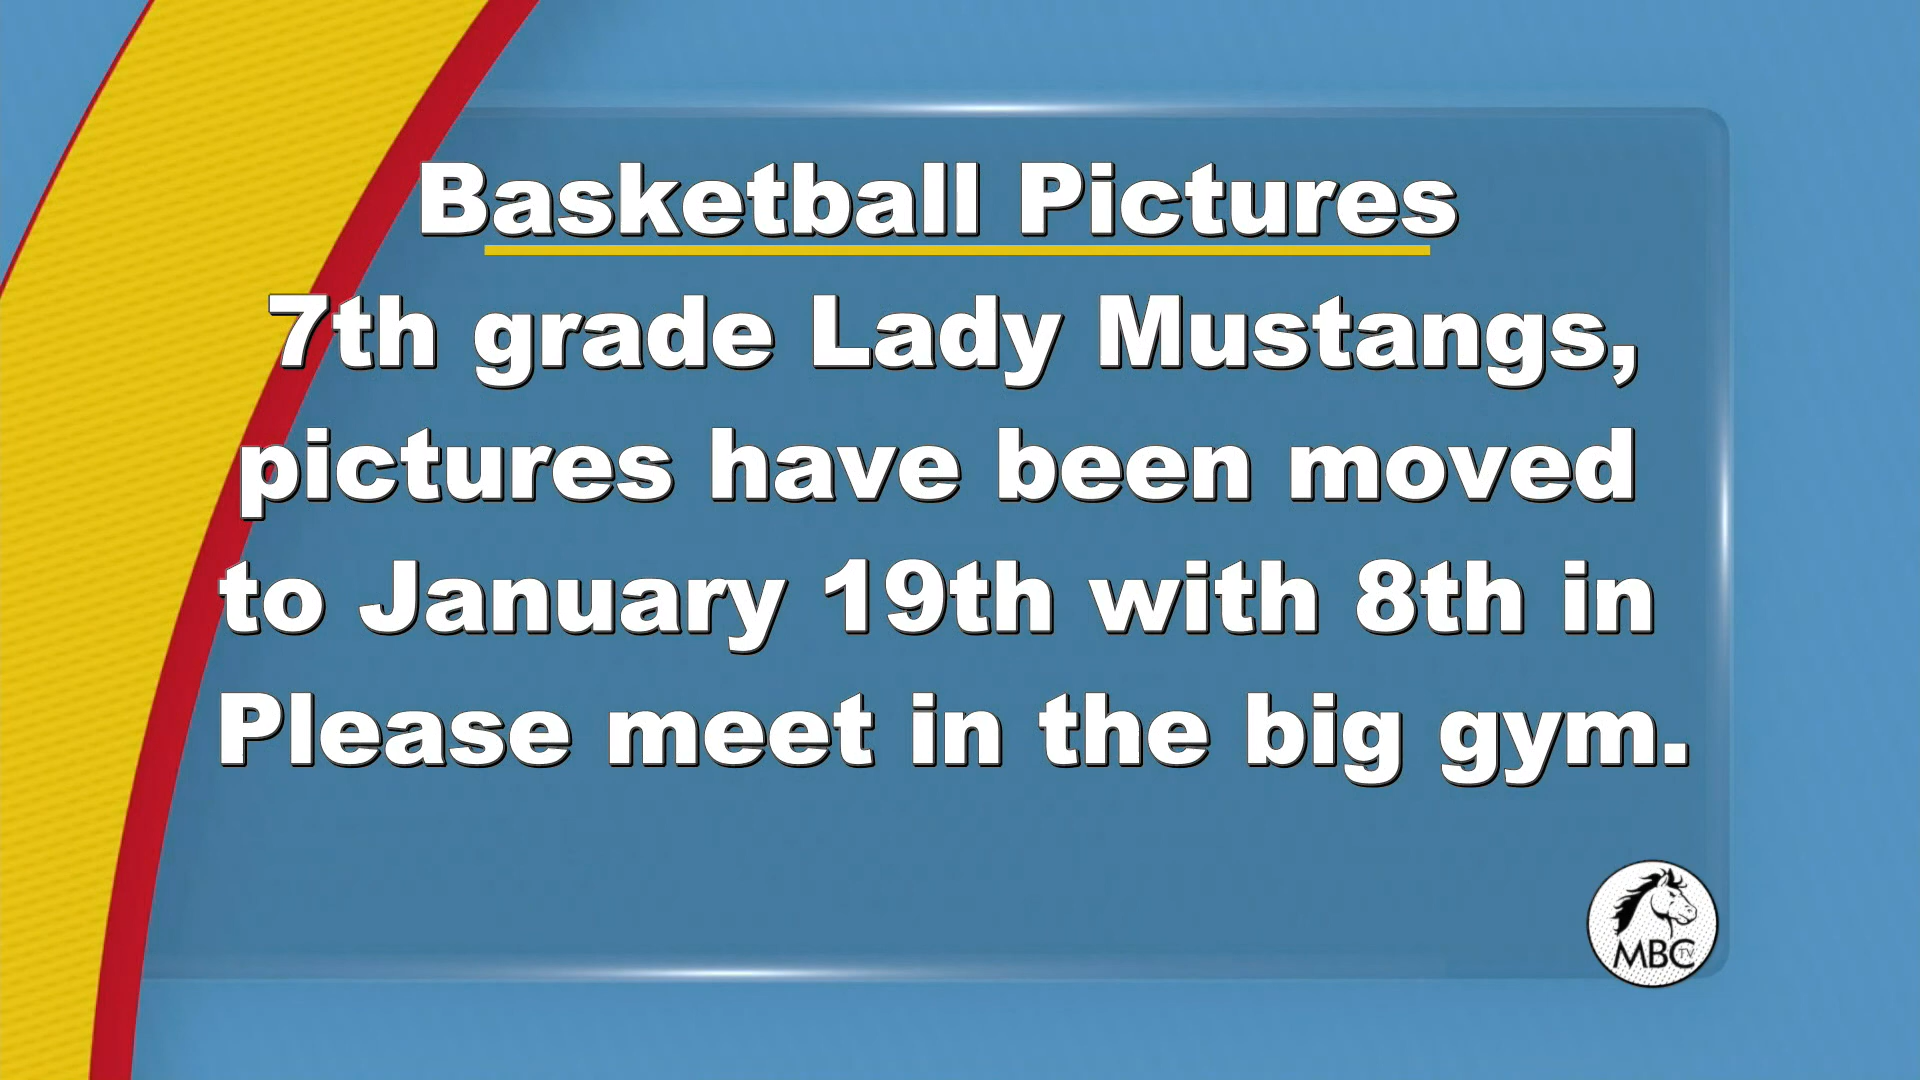 Basketball Pictures
7th grade Lady Mustangs,
pictures have been moved
to January 19th with 8th in
Please meet in the big gym.
MBC
TV